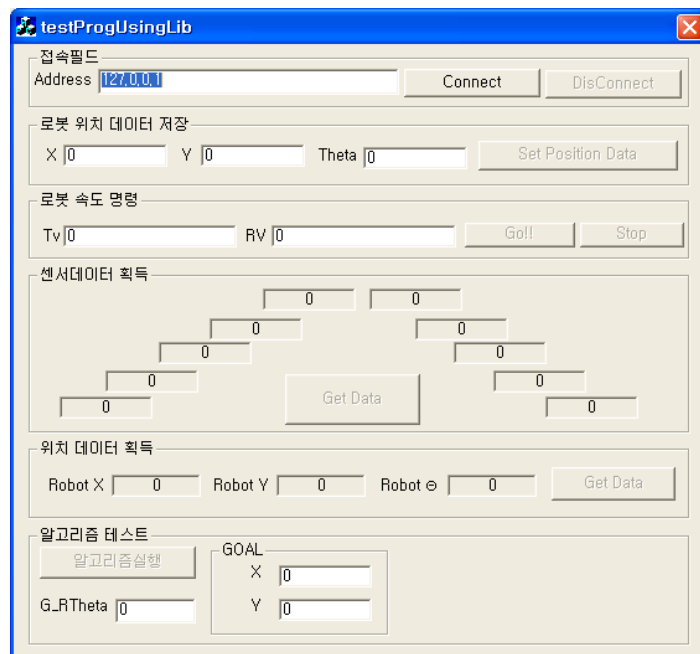 testProgUsingLib
접속필드
Address 127,0,0,1 Connect DisConnect
로봇 위치 데이터 저장
X 0 Y 0 Theta 0 Set Position Data
로봇 속도 명령
Tv 0 RV 0 Go!! Stop
센서데이터 획득
0 0
0 0
0 0
0 0
0 Get Data 0
위치 데이터 획득
Robot X 0 Robot Y 0 Robot Θ 0 Get Data
알고리즘 테스트
알고리즘실행
G_RTheta 0
GOAL
X 0
Y 0